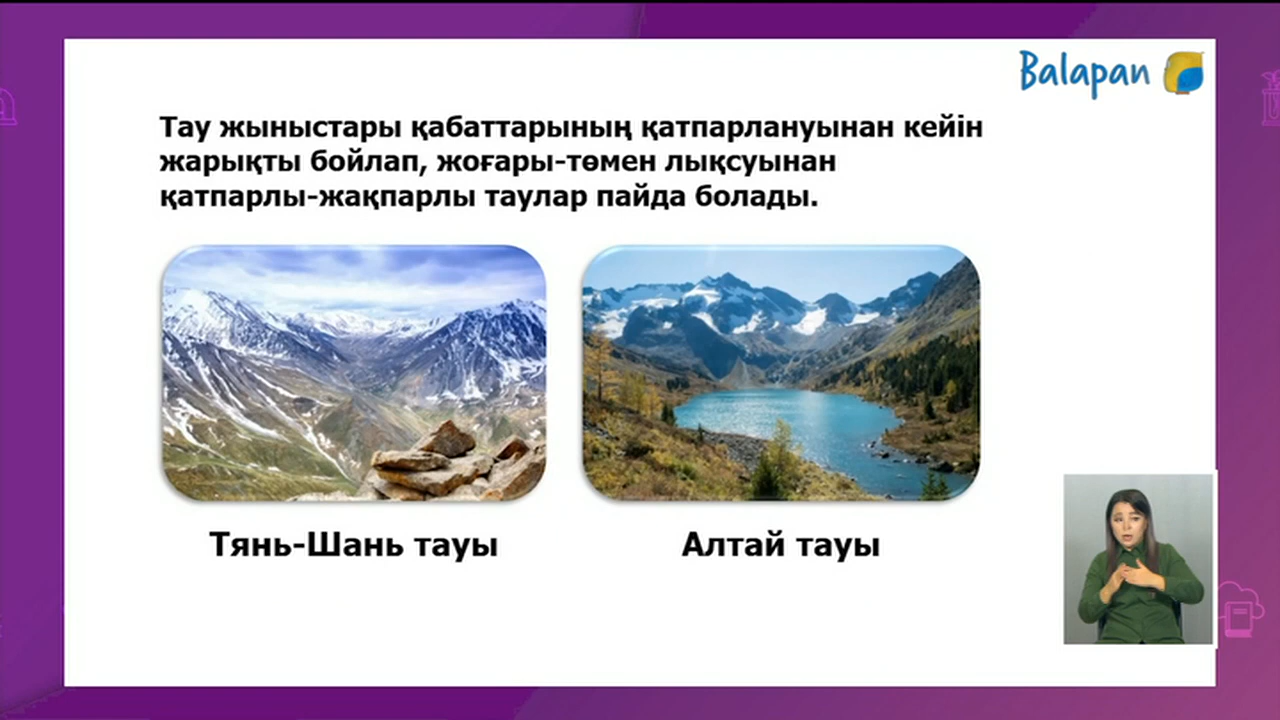 Balapan
Тау жыныстары қабаттарының қатпарлануынан кейін
жарықты бойлап, жоғары-төмен лықсуынан
қатпарлы-жақпарлы таулар пайда болады.
Тянь-Шань тауы
Алтай тауы